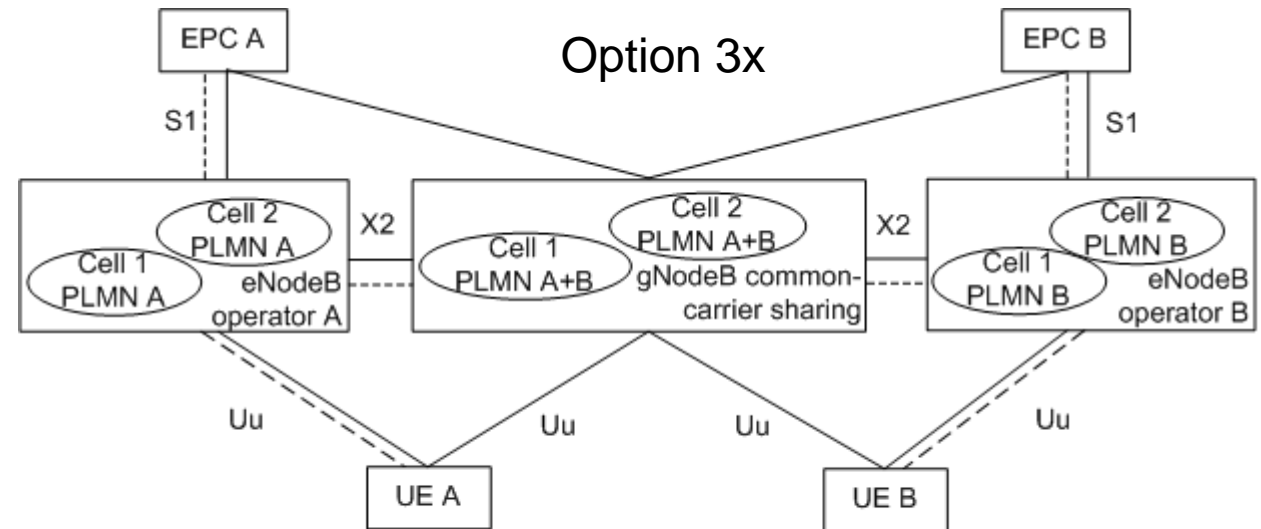 EPC A
Option 3x
EPC B
S1
S1
Cell 2
PLMN A
Cell 1
PLMN A
eNodeB
operator A
X2
Cell 2
PLMN A+B
Cell 1
PLMN A+B
gNodeB common-
carrier sharing
X2
Cell 2
PLMN B
Cell 1
PLMN B
eNodeB
operator B
Uu
Uu
Uu
Uu
UE A
UE B